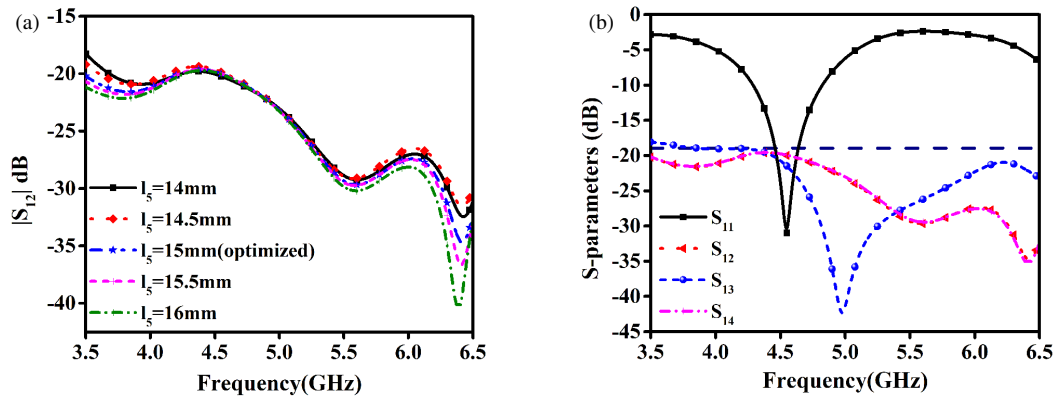 (a)
-15
-20
-25
-30
-35
-40
|S12| dB
l5=14mm
l5=14.5mm
l5=15mm(optimized)
l5=15.5mm
l5=16mm
3.5 4.0 4.5 5.0 5.5 6.0 6.5
Frequency(GHz)
(b)
0
-5
-10
-15
-20
-25
-30
-35
-40
-45
S-parameters (dB)
S11
S12
S13
S14
3.5 4.0 4.5 5.0 5.5 6.0 6.5
Frequency(GHz)